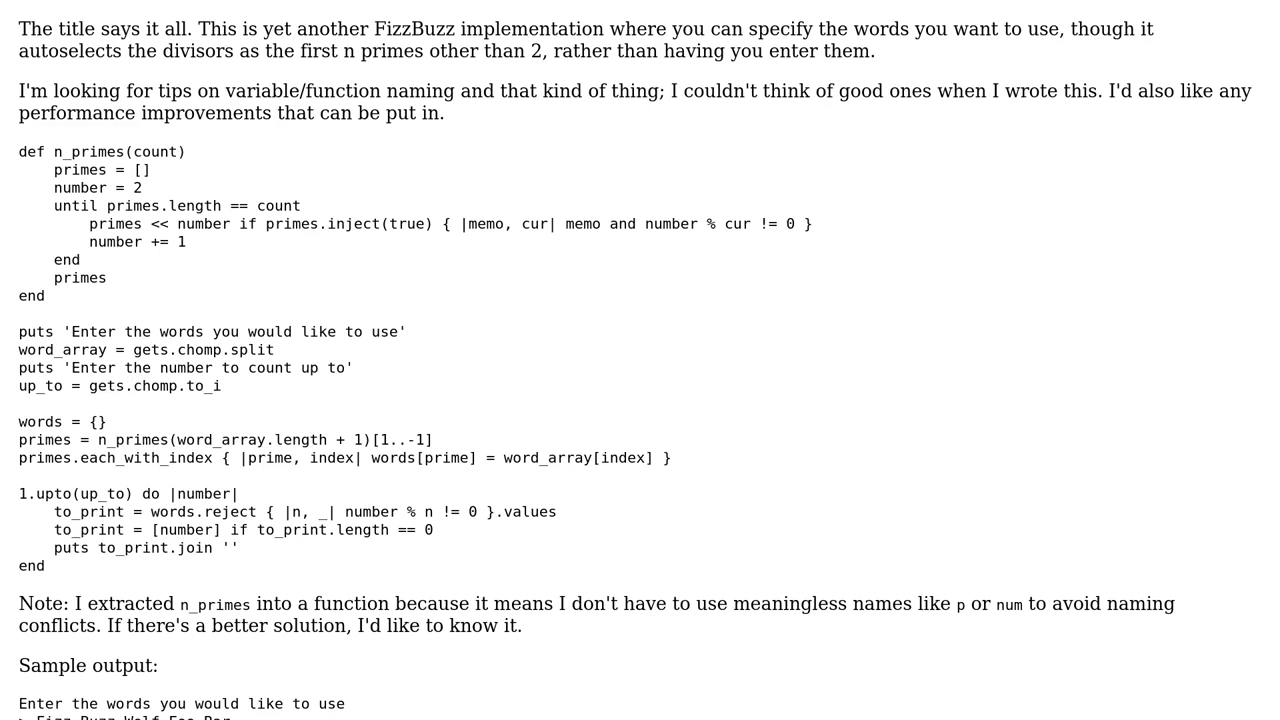 The title says it all. This is yet another FizzBuzz implementation where you can specify the words you want to use, though it
autoselects the divisors as the first n primes other than 2, rather than having you enter them.
I'm looking for tips on variable/function naming and that kind of thing; I couldn't think of good ones when I wrote this. I'd also like any
performance improvements that can be put in.
def n_primes(count)
    primes = []
    number = 2
    until primes.length == count
        primes << number if primes.inject(true) { |memo, cur| memo and number % cur != 0 }
        number += 1
    end
    primes
end
puts 'Enter the words you would like to use'
word_array = gets.chomp.split
puts 'Enter the number to count up to'
up_to = gets.chomp.to_i
words = {}
primes = n_primes(word_array.length + 1)[1..-1]
primes.each_with_index { |prime, index| words[prime] = word_array[index] }
1.upto(up_to) do |number|
    to_print = words.reject { |n, _| number % n != 0 }.values
    to_print = [number] if to_print.length == 0
    puts to_print.join ''
end
Note: I extracted n_primes into a function because it means I don't have to use meaningless names like p or num to avoid naming
conflicts. If there's a better solution, I'd like to know it.
Sample output:
Enter the words you would like to use